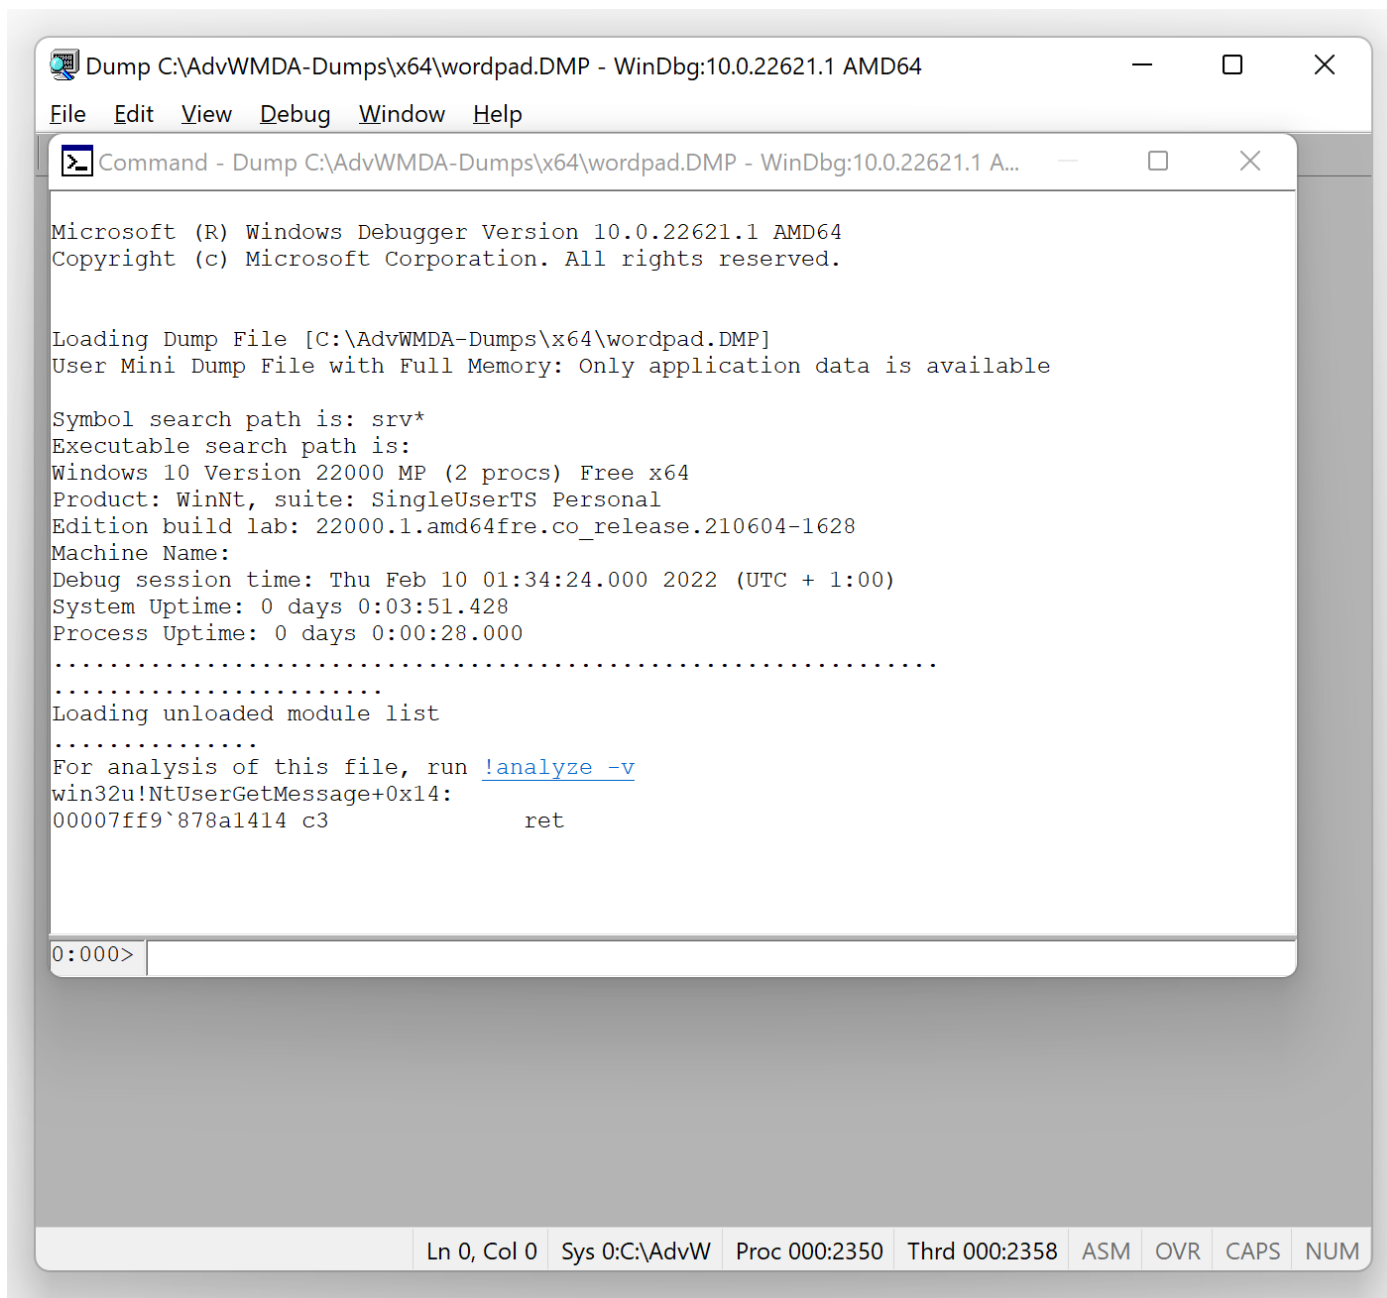 Dump C:\AdvWMDA-Dumps\x64\wordpad.DMP - WinDbg:10.0.22621.1 AMD64
File Edit View Debug Window Help
Command - Dump C:\AdvWMDA-Dumps\x64\wordpad.DMP - WinDbg:10.0.22621.1 A...
Microsoft (R) Windows Debugger Version 10.0.22621.1 AMD64
Copyright (c) Microsoft Corporation. All rights reserved.
Loading Dump File [C:\AdvWMDA-Dumps\x64\wordpad.DMP]
User Mini Dump File with Full Memory: Only application data is available
Symbol search path is: srv*
Executable search path is:
Windows 10 Version 22000 MP (2 procs) Free x64
Product: WinNt, suite: SingleUserTS Personal
Edition build lab: 22000.1.amd64fre.co_release.210604-1628
Machine Name:
Debug session time: Thu Feb 10 01:34:24.000 2022 (UTC + 1:00)
System Uptime: 0 days 0:03:51.428
Process Uptime: 0 days 0:00:28.000
................................................................
........................
Loading unloaded module list
...............
For analysis of this file, run !analyze -v
win32u!NtUserGetMessage+0x14:
00007ff9`878a1414 c3 ret
0:000>
Ln 0, Col 0 Sys 0:C:\AdvW Proc 000:2350 Thrd 000:2358 ASM OVR CAPS NUM